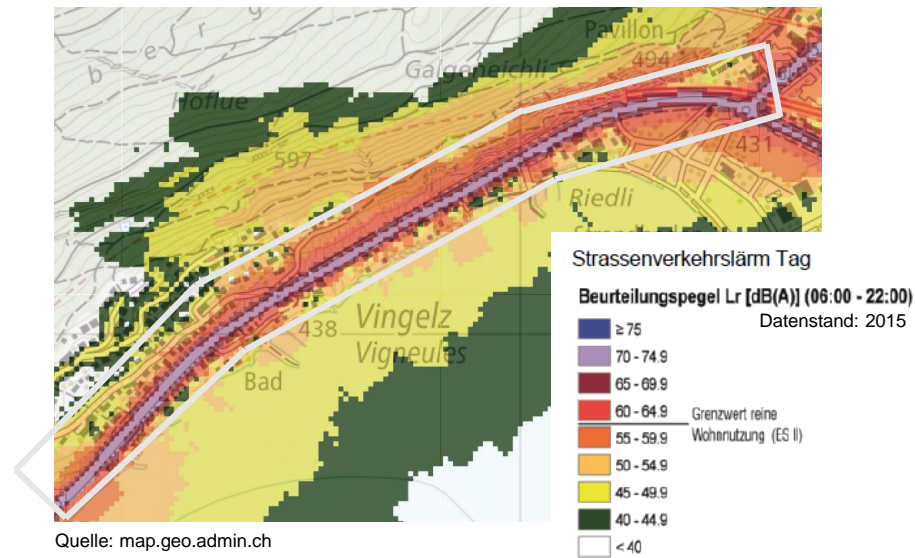 Pavillon
494
b e r g
Galgeneichli
Höflue
597
431
Riedli
438
Vingelz
Vigneules
Bad
Strassenverkehrslärm Tag
Beurteilungspegel Lr [dB(A)] (06:00 - 22:00)
Datenstand: 2015
≥ 75
70 - 74.9
65 - 69.9
60 - 64.9
Grenzwert reine
Wohnnutzung (ES II)
55 - 59.9
50 - 54.9
45 - 49.9
40 - 44.9
< 40
Quelle: map.geo.admin.ch